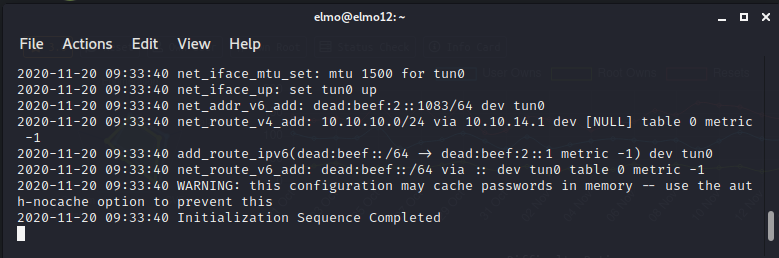 elmo@elmo12: ~
File Actions Edit View Help
2020-11-20 09:33:40 net_iface_mtu_set: mtu 1500 for tun0
2020-11-20 09:33:40 net_iface_up: set tun0 up
2020-11-20 09:33:40 net_addr_v6_add: dead:beef:2::1083/64 dev tun0
2020-11-20 09:33:40 net_route_v4_add: 10.10.10.0/24 via 10.10.14.1 dev [NULL] table 0 metric
 -1
2020-11-20 09:33:40 add_route_ipv6(dead:beef::/64 → dead:beef:2::1 metric -1) dev tun0
2020-11-20 09:33:40 net_route_v6_add: dead:beef::/64 via :: dev tun0 table 0 metric -1
2020-11-20 09:33:40 WARNING: this configuration may cache passwords in memory -- use the aut
h-nocache option to prevent this
2020-11-20 09:33:40 Initialization Sequence Completed